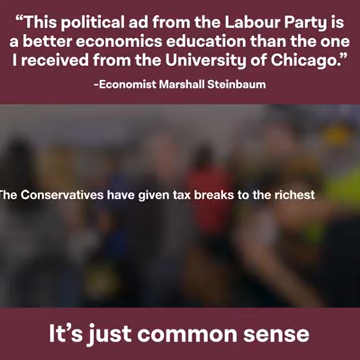 “This political ad from the Labour Party is
a better economics education than the one
I received from the University of Chicago.”
-Economist Marshall Steinbaum
The Conservatives have given tax breaks to the richest
It’s just common sense